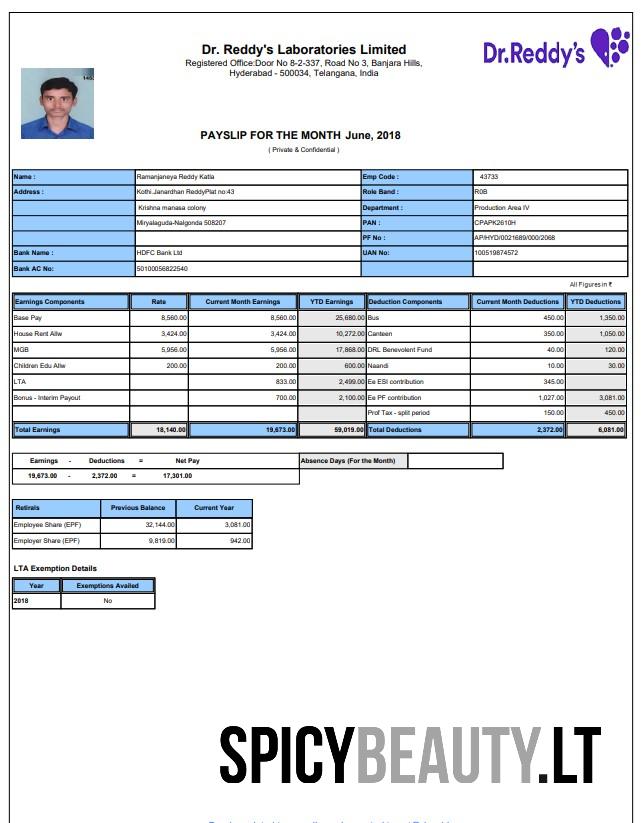 Dr. Reddy's Laboratories Limited
Registered Office:Door No 8-2-337, Road No 3, Banjara Hills,
Hyderabad - 500034, Telangana, India
Dr.Reddy's
PAYSLIP FOR THE MONTH June, 2018
( Private & Confidential )
Name : Ramanjaneya Reddy Katla Emp Code : 43733
Address : Kothi.Janardhan ReddyPlat no:43 Role Band : R0B
Krishna manasa colony Department : Production Area IV
Miryalaguda-Nalgonda 508207 PAN : CPAPK2610H
PF No : AP/HYD/0021689/000/2068
Bank Name : HDFC Bank Ltd UAN No: 100519874572
Bank AC No: 50100056822540
All Figures in ₹
Earnings Components Rate Current Month Earnings YTD Earnings Deduction Components Current Month Deductions YTD Deductions
Base Pay 8,560.00 8,560.00 25,680.00 Bus 450.00 1,350.00
House Rent Allw 3,424.00 3,424.00 10,272.00 Canteen 350.00 1,050.00
MGB 5,956.00 5,956.00 17,868.00 DRL Benevolent Fund 40.00 120.00
Children Edu Allw 200.00 200.00 600.00 Naandi 10.00 30.00
LTA 833.00 2,499.00 Ee ESI contribution 345.00
Bonus - Interim Payout 700.00 2,100.00 Ee PF contribution 1,027.00 3,081.00
Prof Tax - split period 150.00 450.00
Total Earnings 18,140.00 19,673.00 59,019.00 Total Deductions 2,372.00 6,081.00
Earnings - Deductions = Net Pay Absence Days (For the Month)
19,673.00 - 2,372.00 = 17,301.00
Retirals Previous Balance Current Year
Employee Share (EPF) 32,144.00 3,081.00
Employer Share (EPF) 9,819.00 942.00
LTA Exemption Details
Year Exemptions Availed
2018 No
SPICYBEAUTY.LT